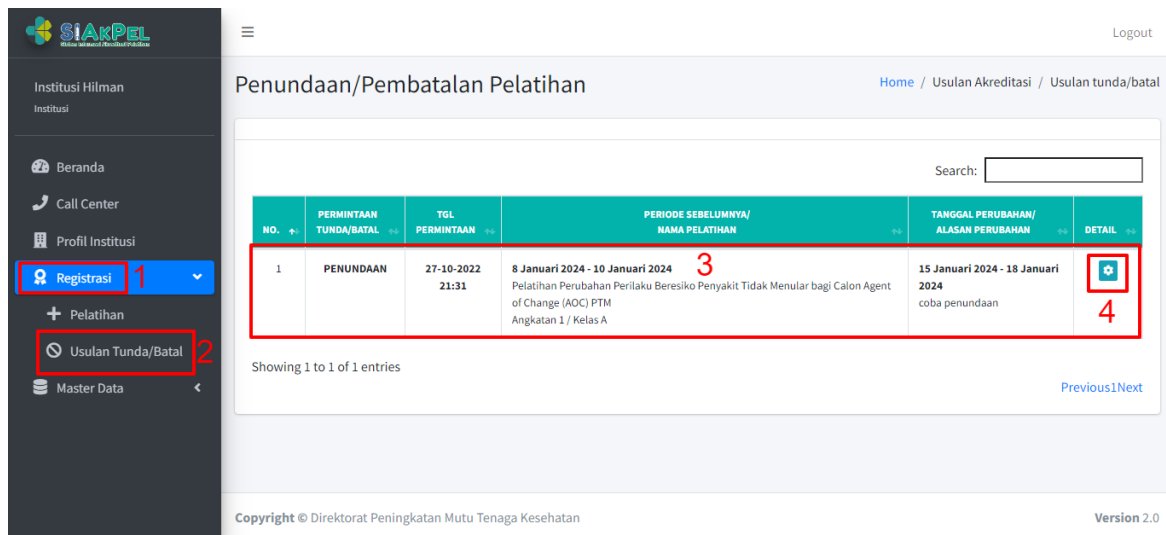 SIAKPEL
Sistem Informasi Akreditasi Pelatihan
Logout
Institusi Hilman
Institusi
Penundaan/Pembatalan Pelatihan
Home / Usulan Akreditasi / Usulan tunda/batal
Beranda
Call Center
Profil Institusi
Registrasi 1
Pelatihan
Usulan Tunda/Batal 2
Master Data
Search:
NO.
PERMINTAAN
TUNDA/BATAL
TGL
PERMINTAAN
PERIODE SEBELUMNYA/
NAMA PELATIHAN
TANGGAL PERUBAHAN/
ALASAN PERUBAHAN
DETAIL
1
PENUNDAAN
27-10-2022
21:31
8 Januari 2024 - 10 Januari 2024 3
Pelatihan Perubahan Perilaku Beresiko Penyakit Tidak Menular bagi Calon Agent
of Change (AOC) PTM
Angkatan 1 / Kelas A
15 Januari 2024 - 18 Januari
2024
coba penundaan
4
Showing 1 to 1 of 1 entries
Previous1Next
Copyright © Direktorat Peningkatan Mutu Tenaga Kesehatan
Version 2.0